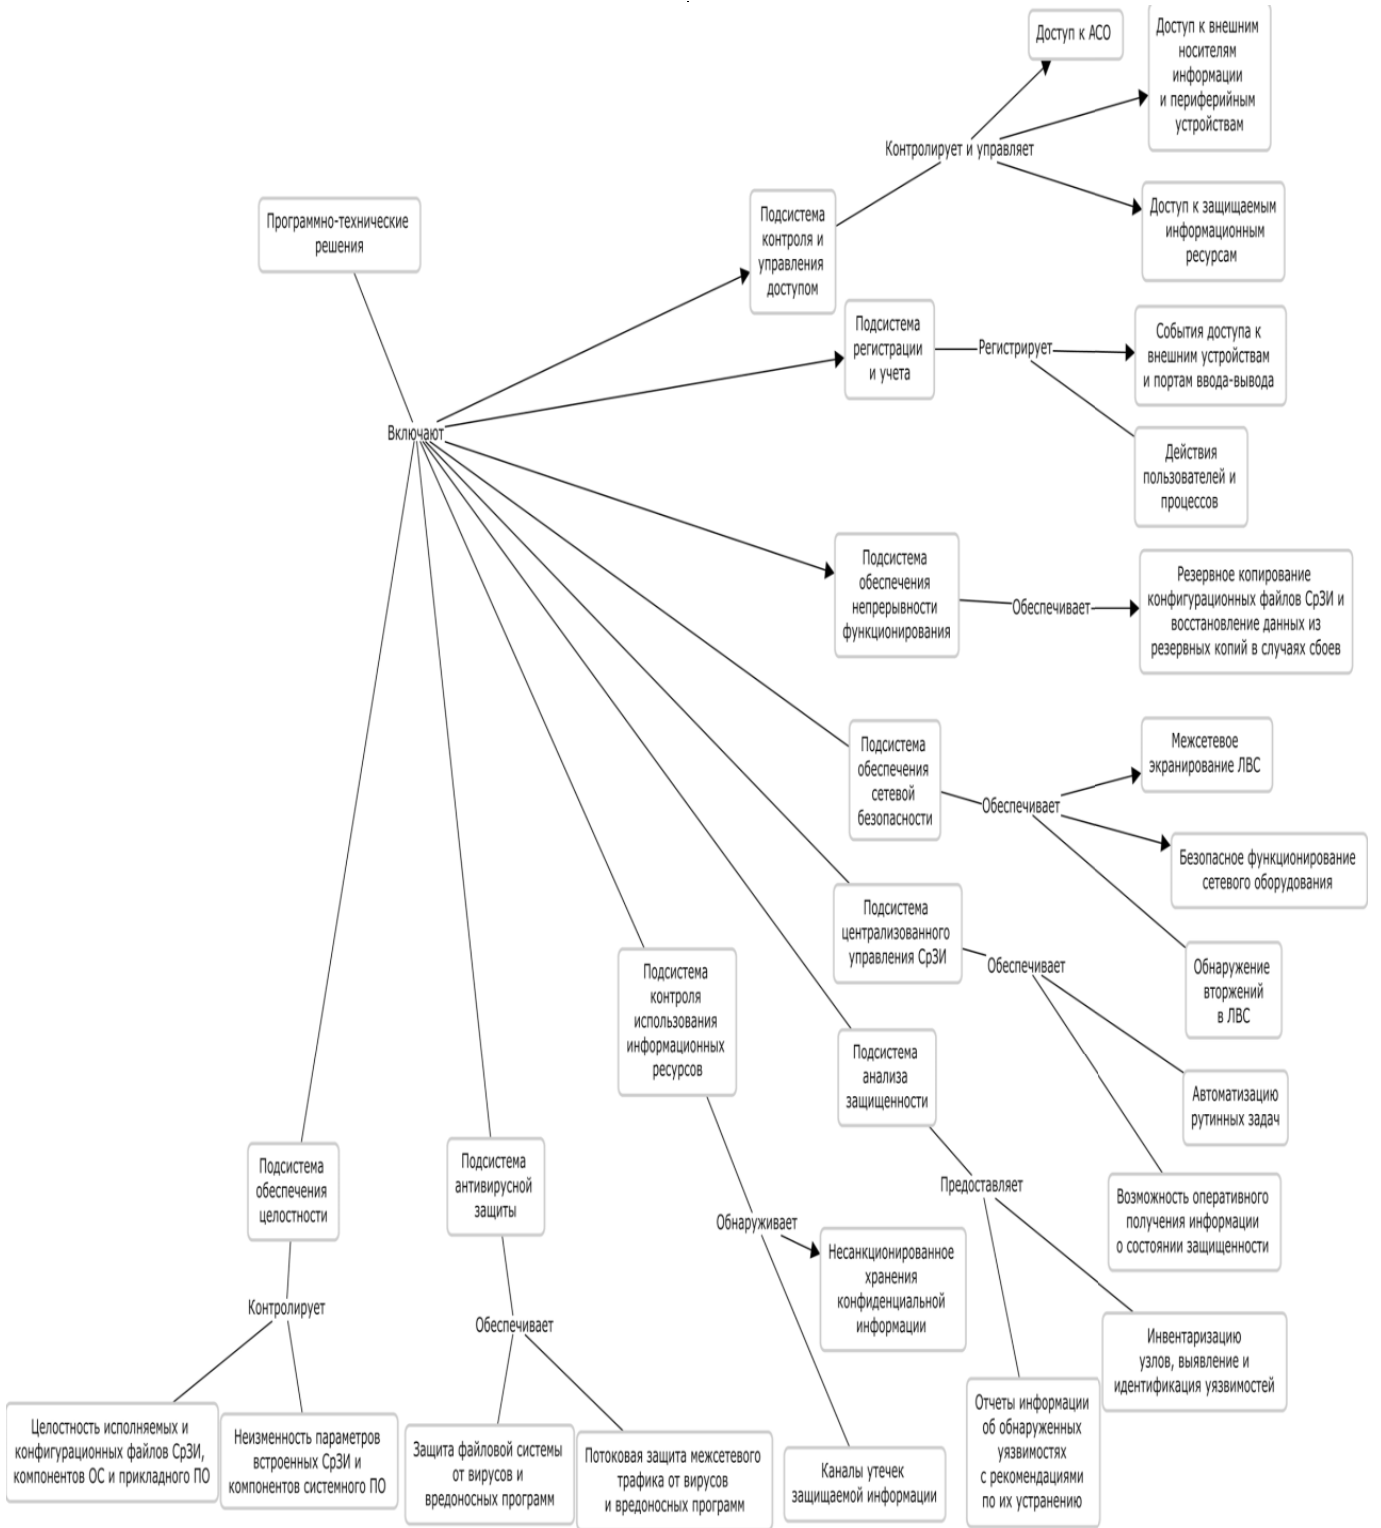 Программно-технические
решения
Включают
Подсистема
контроля и
управления
доступом
Контролирует и управляет
Доступ к АСО
Доступ к внешним
носителям
информации
и периферийным
устройствам
Доступ к защищаемым
информационным
ресурсам
Подсистема
регистрации
и учета
Регистрирует
События доступа к
внешним устройствам
и портам ввода-вывода
Действия
пользователей и
процессов
Подсистема
обеспечения
непрерывности
функционирования
Обеспечивает
Резервное копирование
конфигурационных файлов СрЗИ и
восстановление данных из
резервных копий в случаях сбоев
Подсистема
обеспечения
сетевой
безопасности
Обеспечивает
Межсетевое
экранирование ЛВС
Безопасное функционирование
сетевого оборудования
Обнаружение
вторжений
в ЛВС
Подсистема
централизованного
управления СрЗИ
Обеспечивает
Автоматизацию
рутинных задач
Возможность оперативного
получения информации
о состоянии защищенности
Подсистема
анализа
защищенности
Предоставляет
Инвентаризацию
узлов, выявление и
идентификация уязвимостей
Отчеты информации
об обнаруженных
уязвимостях
с рекомендациями
по их устранению
Подсистема
контроля
использования
информационных
ресурсов
Обнаруживает
Несанкционированное
хранения
конфиденциальной
информации
Каналы утечек
защищаемой информации
Подсистема
антивирусной
защиты
Обеспечивает
Защита файловой системы
от вирусов и
вредоносных программ
Потоковая защита межсетевого
трафика от вирусов
и вредоносных программ
Подсистема
обеспечения
целостности
Контролирует
Целостность исполняемых и
конфигурационных файлов СрЗИ,
компонентов ОС и прикладного ПО
Неизменность параметров
встроенных СрЗИ и
компонентов системного ПО